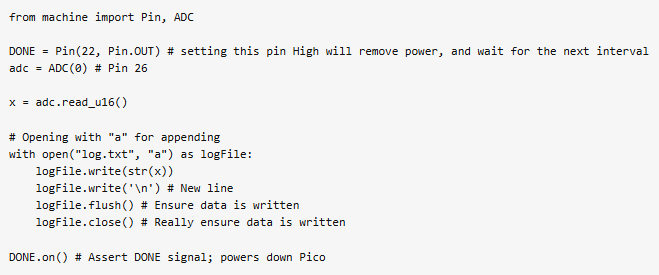 from machine import Pin, ADC
DONE = Pin(22, Pin.OUT) # setting this pin High will remove power, and wait for the next interval
adc = ADC(0) # Pin 26
x = adc.read_u16()
# Opening with "a" for appending
with open("log.txt", "a") as logFile:
    logFile.write(str(x))
    logFile.write('\n') # New line
    logFile.flush() # Ensure data is written
    logFile.close() # Really ensure data is written
DONE.on() # Assert DONE signal; powers down Pico